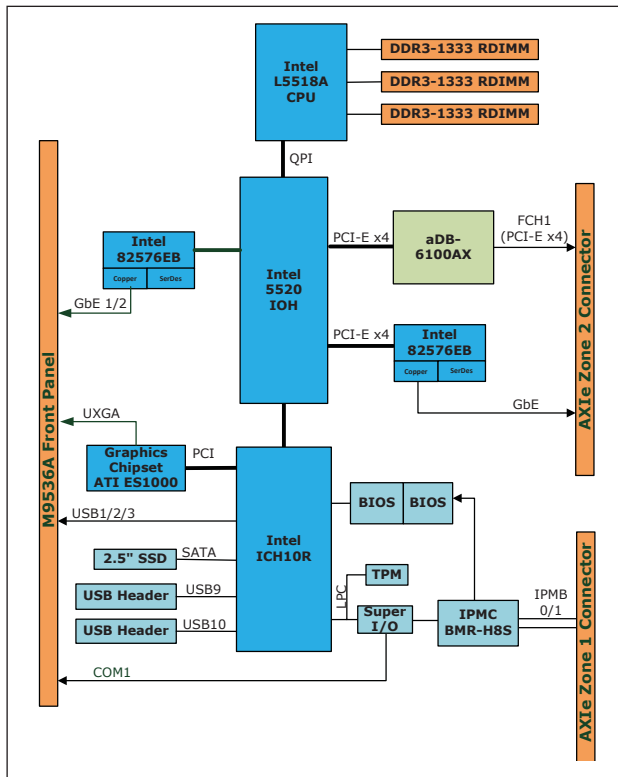 Intel
L5518A
CPU
DDR3-1333 RDIMM
DDR3-1333 RDIMM
DDR3-1333 RDIMM
QPI
M9536A Front Panel
Intel
82576EB
Copper
SerDes
GbE 1/2
Intel
5520
IOH
PCI-E x4
aDB-
6100AX
FCH1
(PCI-E x4)
AXIe Zone 2 Connector
PCI-E x4
Intel
82576EB
Copper
SerDes
GbE
UXGA
Graphics
Chipset
ATI ES1000
PCI
USB1/2/3
2.5" SSD
SATA
USB Header
USB9
USB Header
USB10
COM1
Intel
ICH10R
BIOS
BIOS
LPC
TPM
Super
I/O
IPMC
BMR-H8S
IPMB
0/1
AXIe Zone 1 Connector